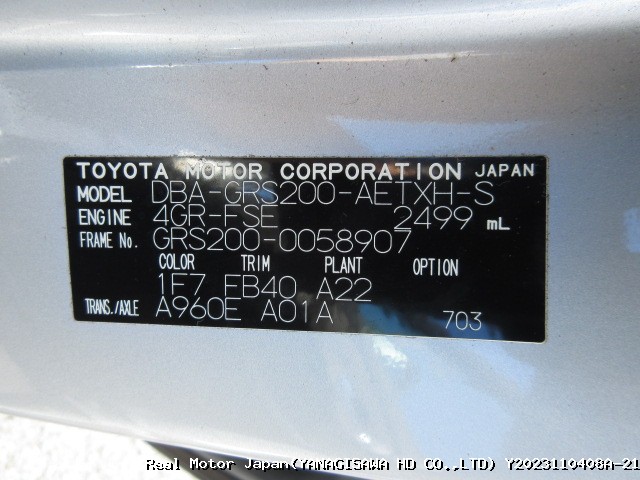 TOYOTA MOTOR CORPORATION JAPAN
MODEL DBA-GRS200-AETXH-S
ENGINE 4GR-FSE 2499 mL
FRAME No. GRS200-0058907
COLOR TRIM PLANT OPTION
1F7 FB40 A22
TRANS./AXLE A960E A01A 703
Real Motor Japan(YANAGISAWA HD CO.,LTD) Y2023110408A-21